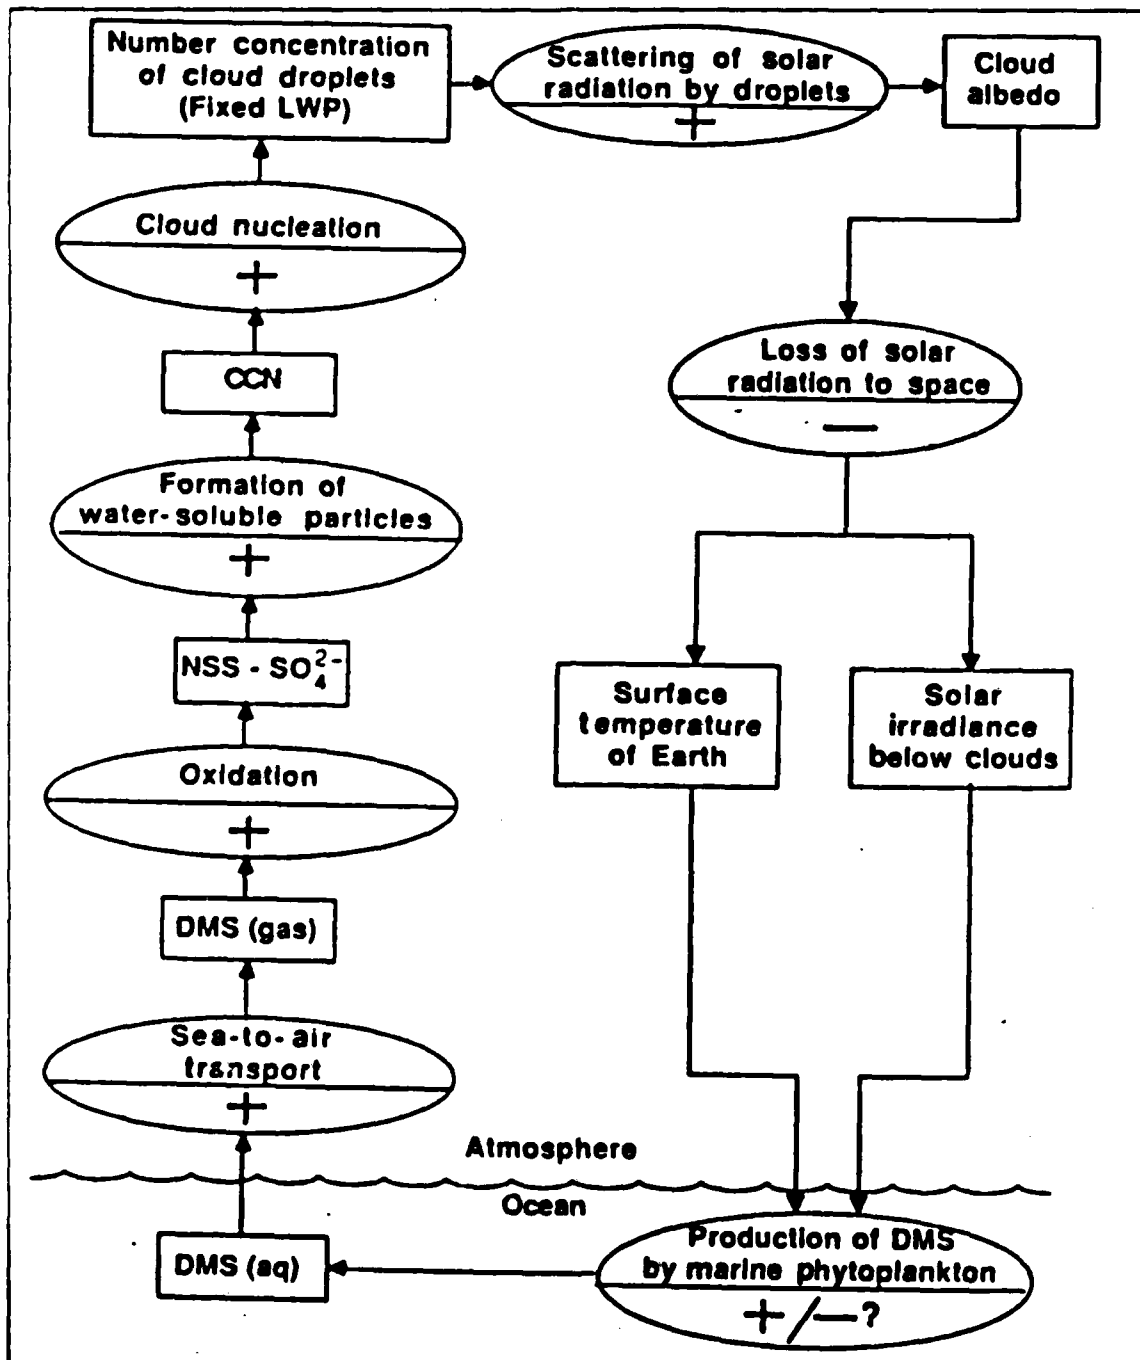 Number concentration
of cloud droplets
(Fixed LWP)
Scattering of solar
radiation by droplets
+
Cloud
albedo
Cloud nucleation
+
Loss of solar
radiation to space
—
CCN
Formation of
water-soluble particles
+
NSS - SO₄²⁻
Surface
temperature
of Earth
Solar
irradiance
below clouds
Oxidation
+
DMS (gas)
Sea-to-air
transport
+
Atmosphere
Ocean
DMS (aq)
Production of DMS
by marine phytoplankton
+/—?